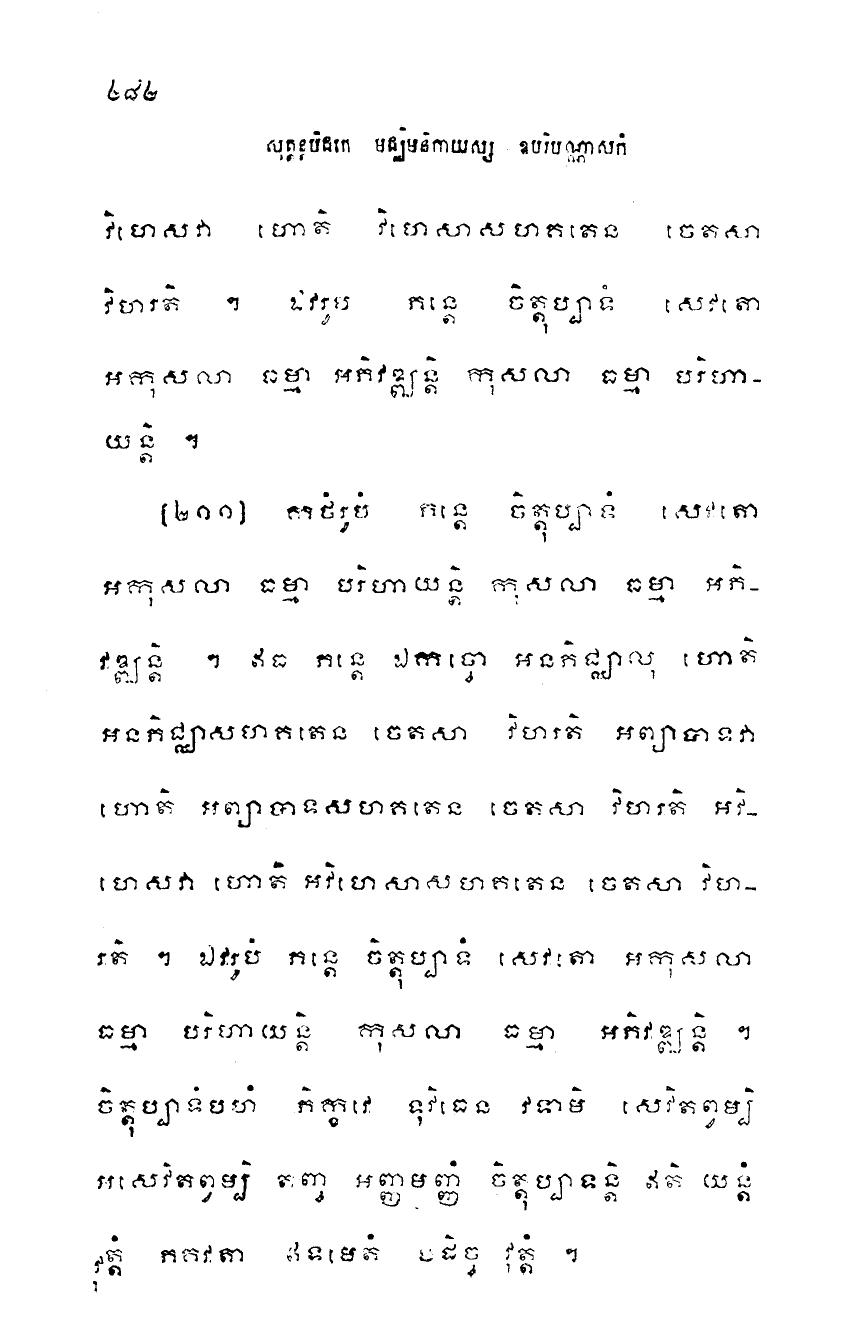 ៤៨២
សុត្តន្តបិដកេ មជ្ឈិមនិកាយស្ស ឧបរិបណ្ណាសកំ
វិហេសវា ហោតិ វិហេសាសហគតេន ចេតសា
វិហរតិ ។ ឯវរូបំ ភន្តេ ចិត្តុប្បាទំ សេវតោ
អកុសលា ធម្មា អភិវឌ្ឍន្តិ កុសលា ធម្មា បរិហា-
យន្តិ ។
[២០០] កថំរូបំ ភន្តេ ចិត្តុប្បាទំ សេវតោ
អកុសលា ធម្មា បរិហាយន្តិ កុសលា ធម្មា អភិ-
វឌ្ឍន្តិ ។ ឥធ ភន្តេ ឯកច្ចោ អនភិជ្ឈាលុ ហោតិ
អនភិជ្ឈាសហគតេន ចេតសា វិហរតិ អព្យាបាទវា
ហោតិ អព្យាបាទសហគតេន ចេតសា វិហរតិ អវិ-
ហេសវា ហោតិ អវិហេសាសហគតេន ចេតសា វិហ-
រតិ ។ ឯវរូបំ ភន្តេ ចិត្តុប្បាទំ សេវតោ អកុសលា
ធម្មា បរិហាយន្តិ កុសលា ធម្មា អភិវឌ្ឍន្តិ ។
ចិត្តុប្បាទំបហំ ភិក្ខវេ ទុវិធេន វទាមិ សេវិតព្វម្បិ
អសេវិតព្វម្បិ តញ្ច អញ្ញមញ្ញំ ចិត្តុប្បាទន្តិ ឥតិ យន្តំ
វុត្តំ ភគវតា ឥទមេតំ បដិច្ច វុត្តំ ។